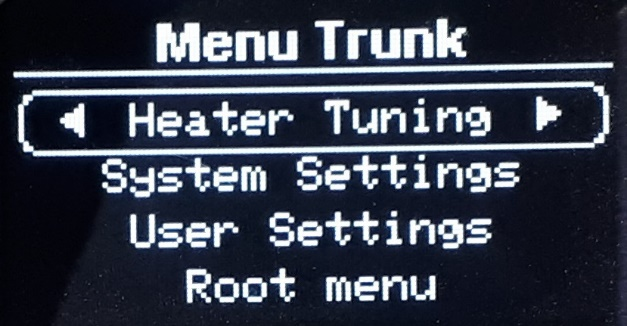 Menu Trunk
Heater Tuning
System Settings
User Settings
Root menu